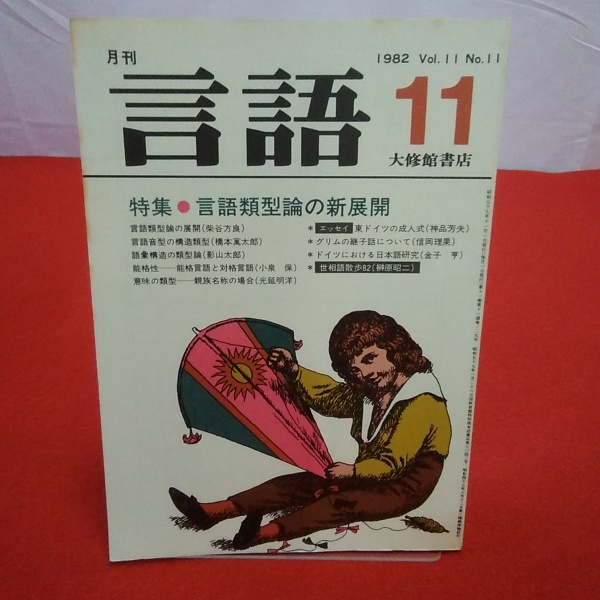 月刊
言語
1982 Vol.11 No.11
11
大修館書店
特集●言語類型論の新展開
言語類型論の展開(柴谷方良)
言語音型の構造類型(橋本萬太郎)
語彙構造の類型論(影山太郎)
能格性──能格言語と対格言語(小泉 保)
意味の類型──親族名称の場合(光延明洋)
*エッセイ 東ドイツの成人式(神品芳夫)
*グリムの継子話について(信岡理果)
*ドイツにおける日本語研究(金子 亨)
*世相語散歩82(榊原昭二)